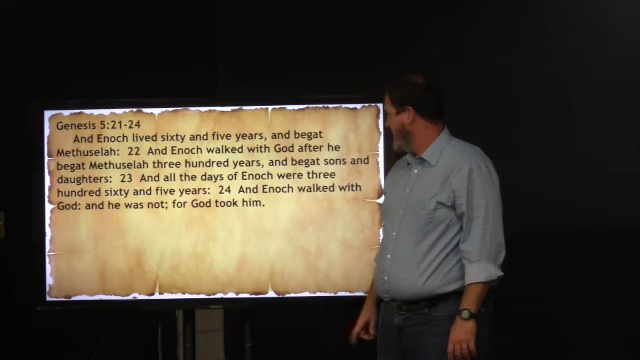 Genesis 5:21-24
And Enoch lived sixty and five years, and begat
Methuselah: 22 And Enoch walked with God after he
begat Methuselah three hundred years, and begat sons and
daughters: 23 And all the days of Enoch were three
hundred sixty and five years: 24 And Enoch walked with
God: and he was not; for God took him.